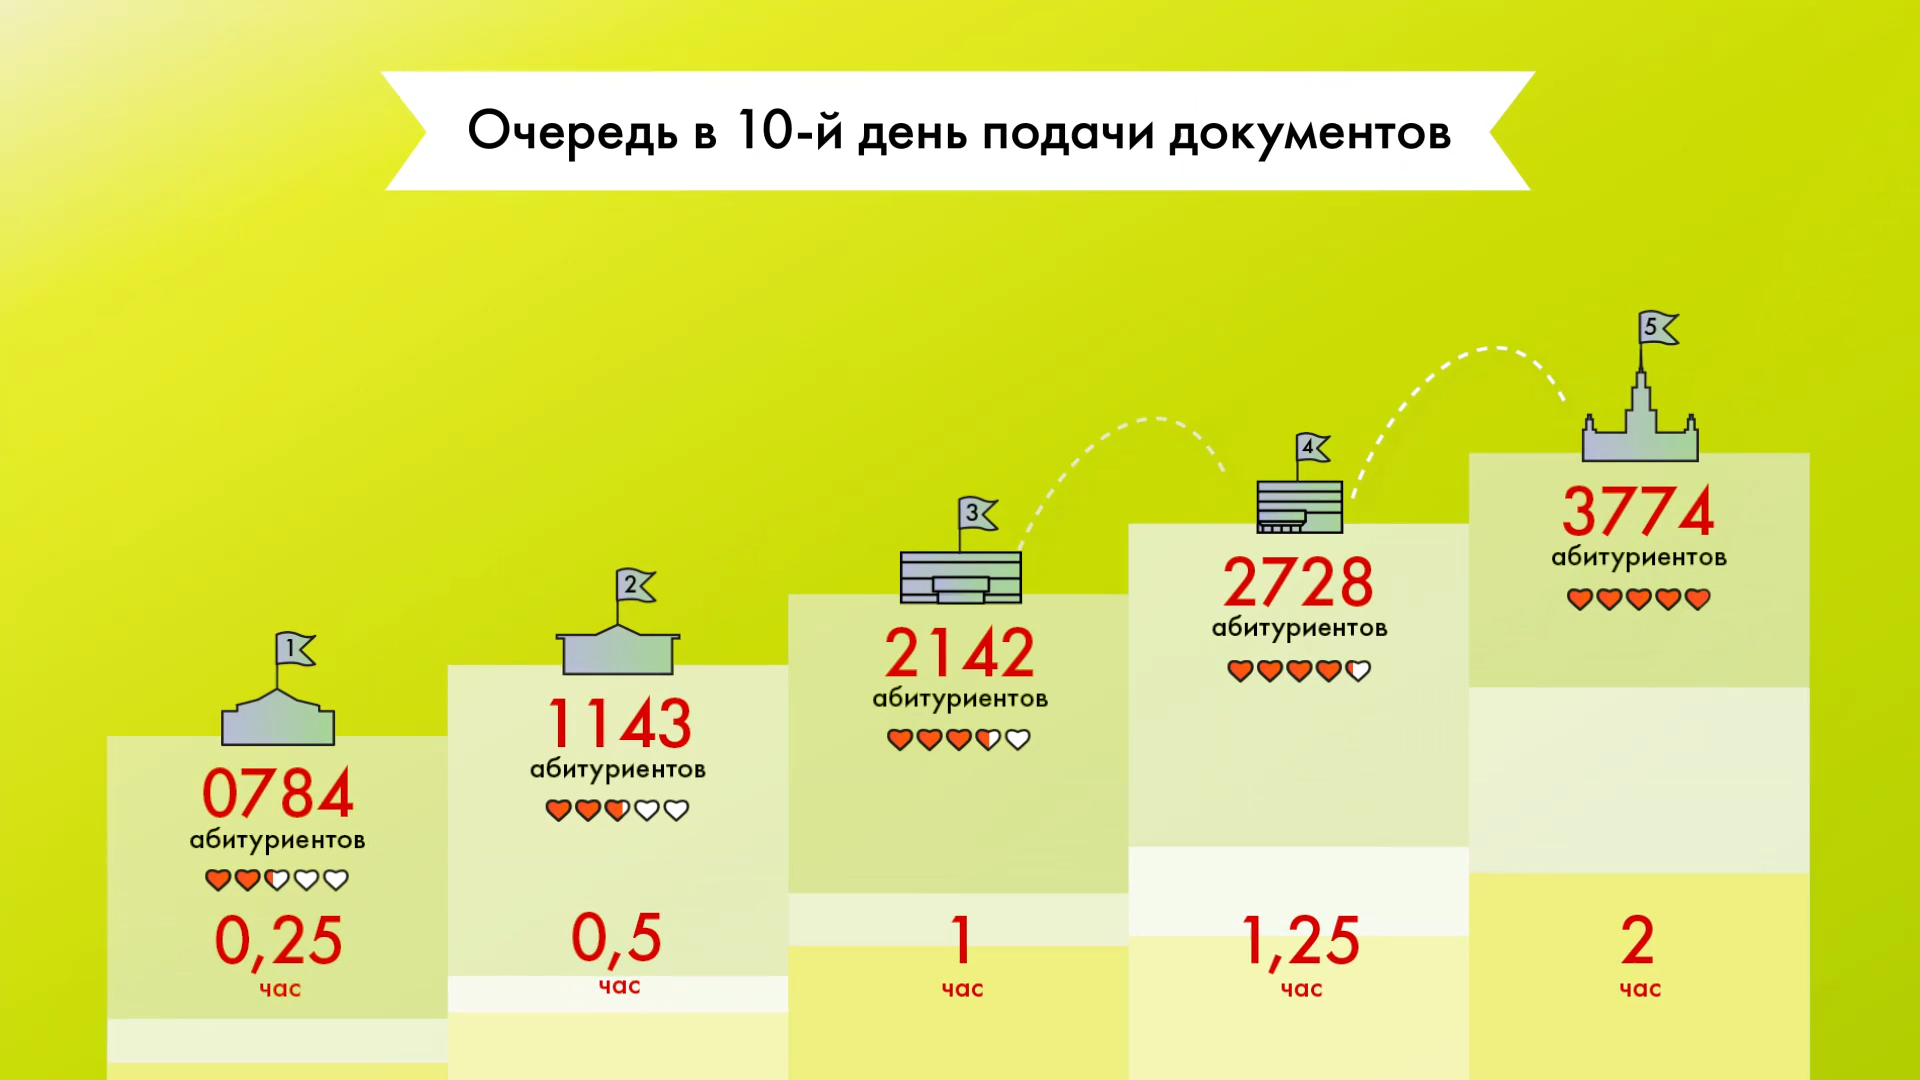 Очередь в 10-й день подачи документов
1
0784
абитуриентов
0,25
час
2
1143
абитуриентов
0,5
час
3
2142
абитуриентов
1
час
4
2728
абитуриентов
1,25
час
5
3774
абитуриентов
2
час